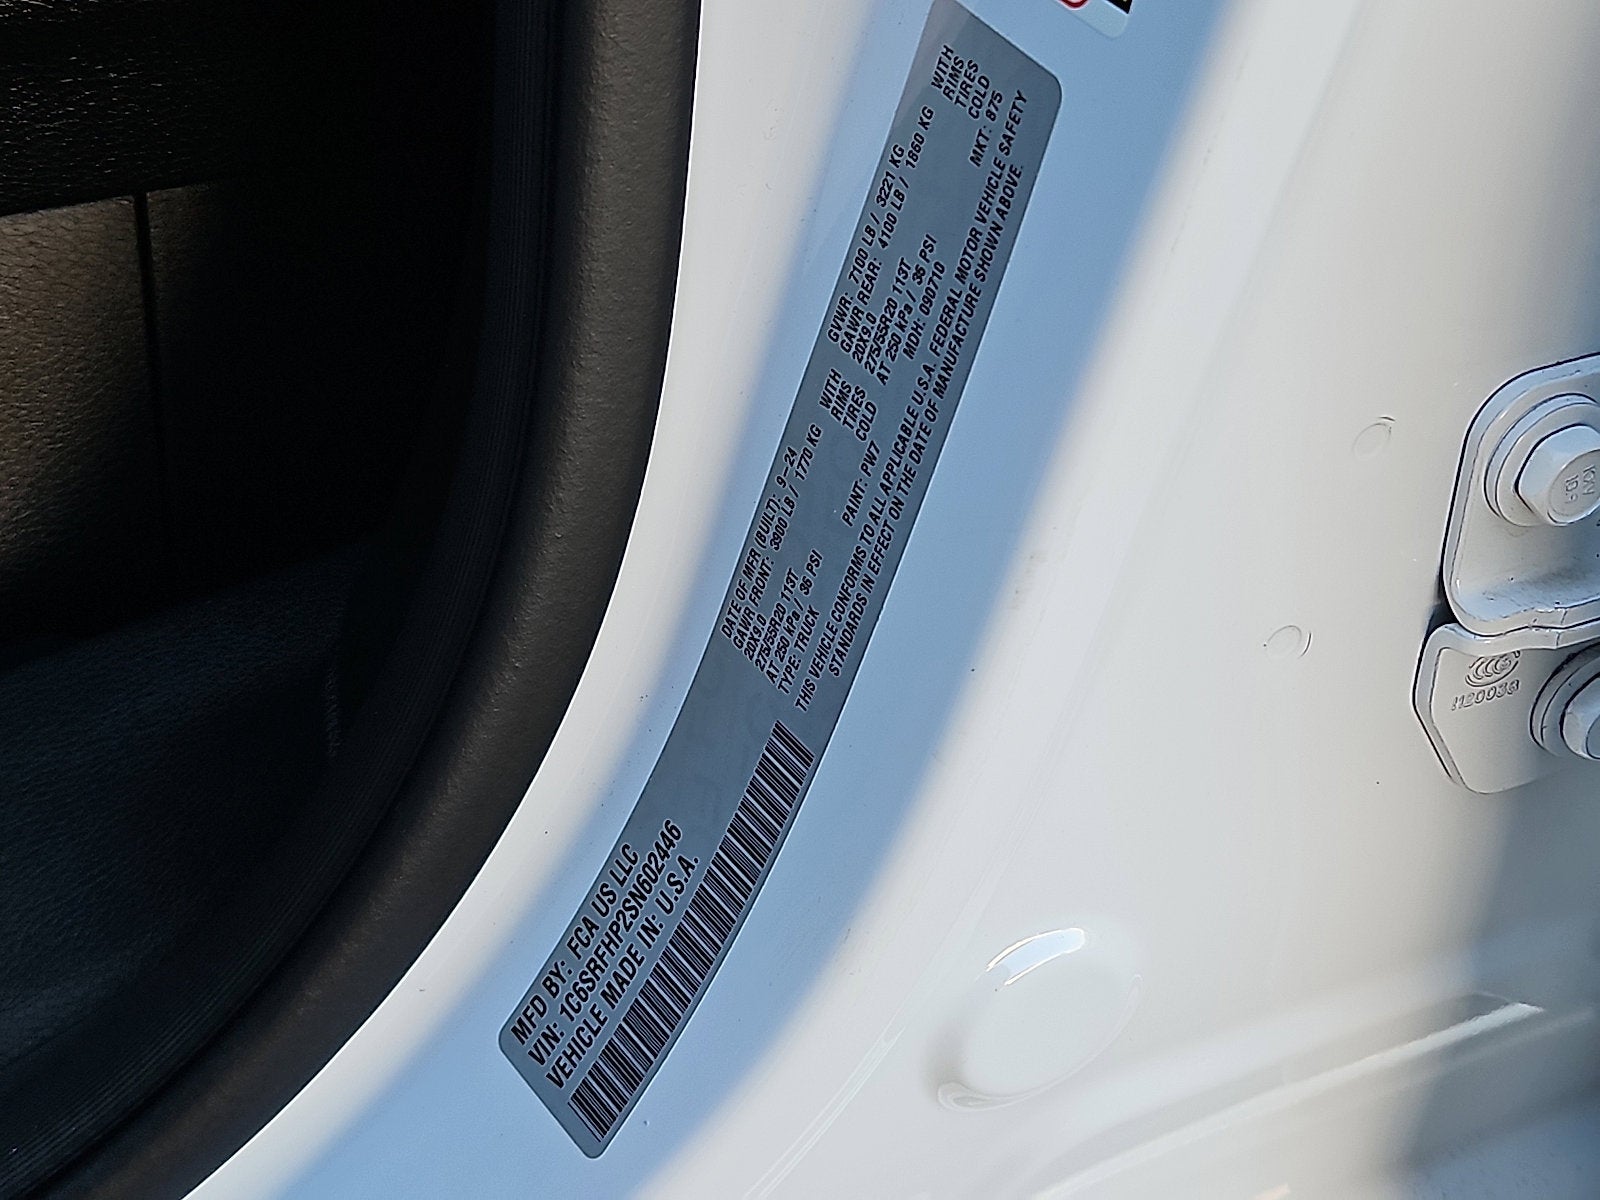 MFD BY: FCA US LLC
VIN: 1C6SRFHP2SN602446
VEHICLE MADE IN: U.S.A.
DATE OF MFR (BUILT): 9-24
GAWR FRONT: 3900 LB / 1770 KG WITH
20X9.0 RIMS
275/55R20 113T TIRES
AT 250 kPa / 36 PSI COLD
TYPE: TRUCK PAINT: PW7
GVWR: 7100 LB / 3221 KG
GAWR REAR: 4100 LB / 1860 KG WITH
20X9.0 RIMS
275/55R20 113T TIRES
AT 250 kPa / 36 PSI COLD
MDH: 090710 MKT: 875
THIS VEHICLE CONFORMS TO ALL APPLICABLE U.S.A. FEDERAL MOTOR VEHICLE SAFETY
STANDARDS IN EFFECT ON THE DATE OF MANUFACTURE SHOWN ABOVE.
10.9